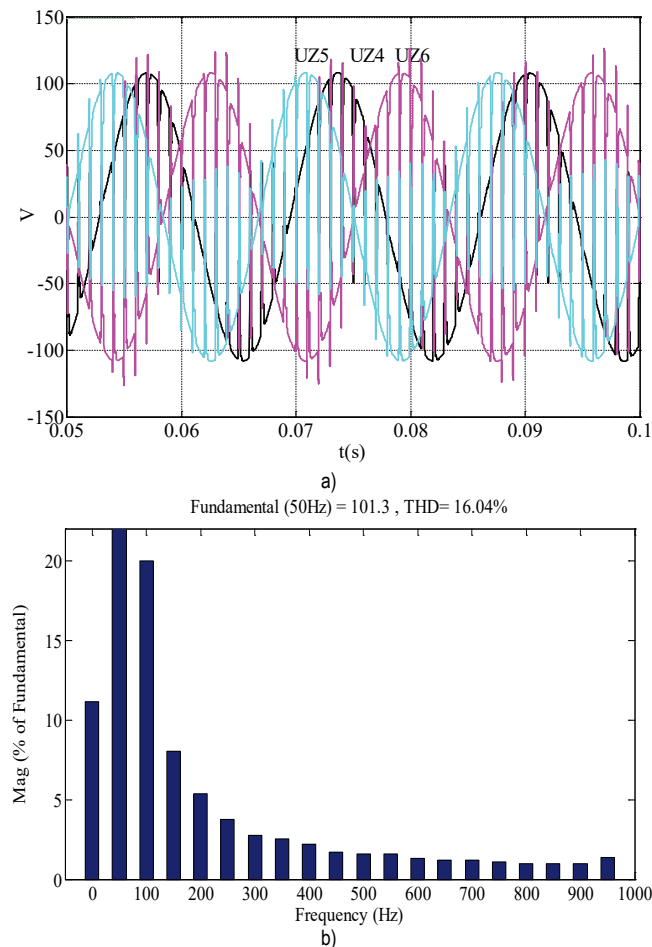 150
UZ5 UZ4 UZ6
100
50
0
-50
-100
-150
V
0.05 0.06 0.07 0.08 0.09 0.1
t(s)
a)
Fundamental (50Hz) = 101.3 , THD= 16.04%
20
15
10
5
0
Mag (% of Fundamental)
0 100 200 300 400 500 600 700 800 900 1000
Frequency (Hz)
b)